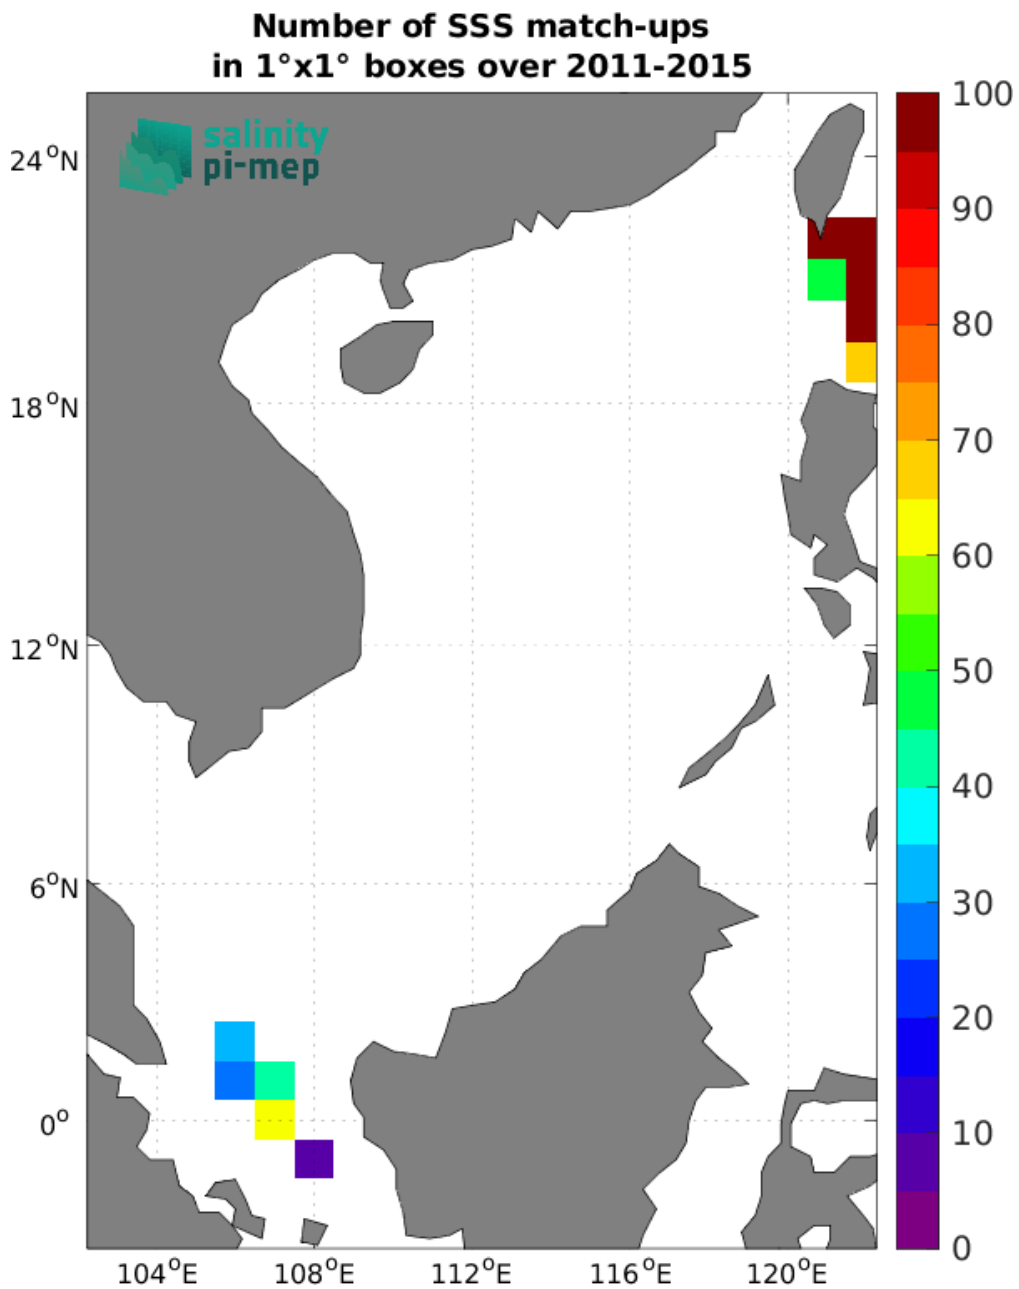 Number of SSS match-ups
in 1°x1° boxes over 2011-2015
salinity
pi-mep
24°N
18°N
12°N
6°N
0°
104°E
108°E
112°E
116°E
120°E
100
90
80
70
60
50
40
30
20
10
0